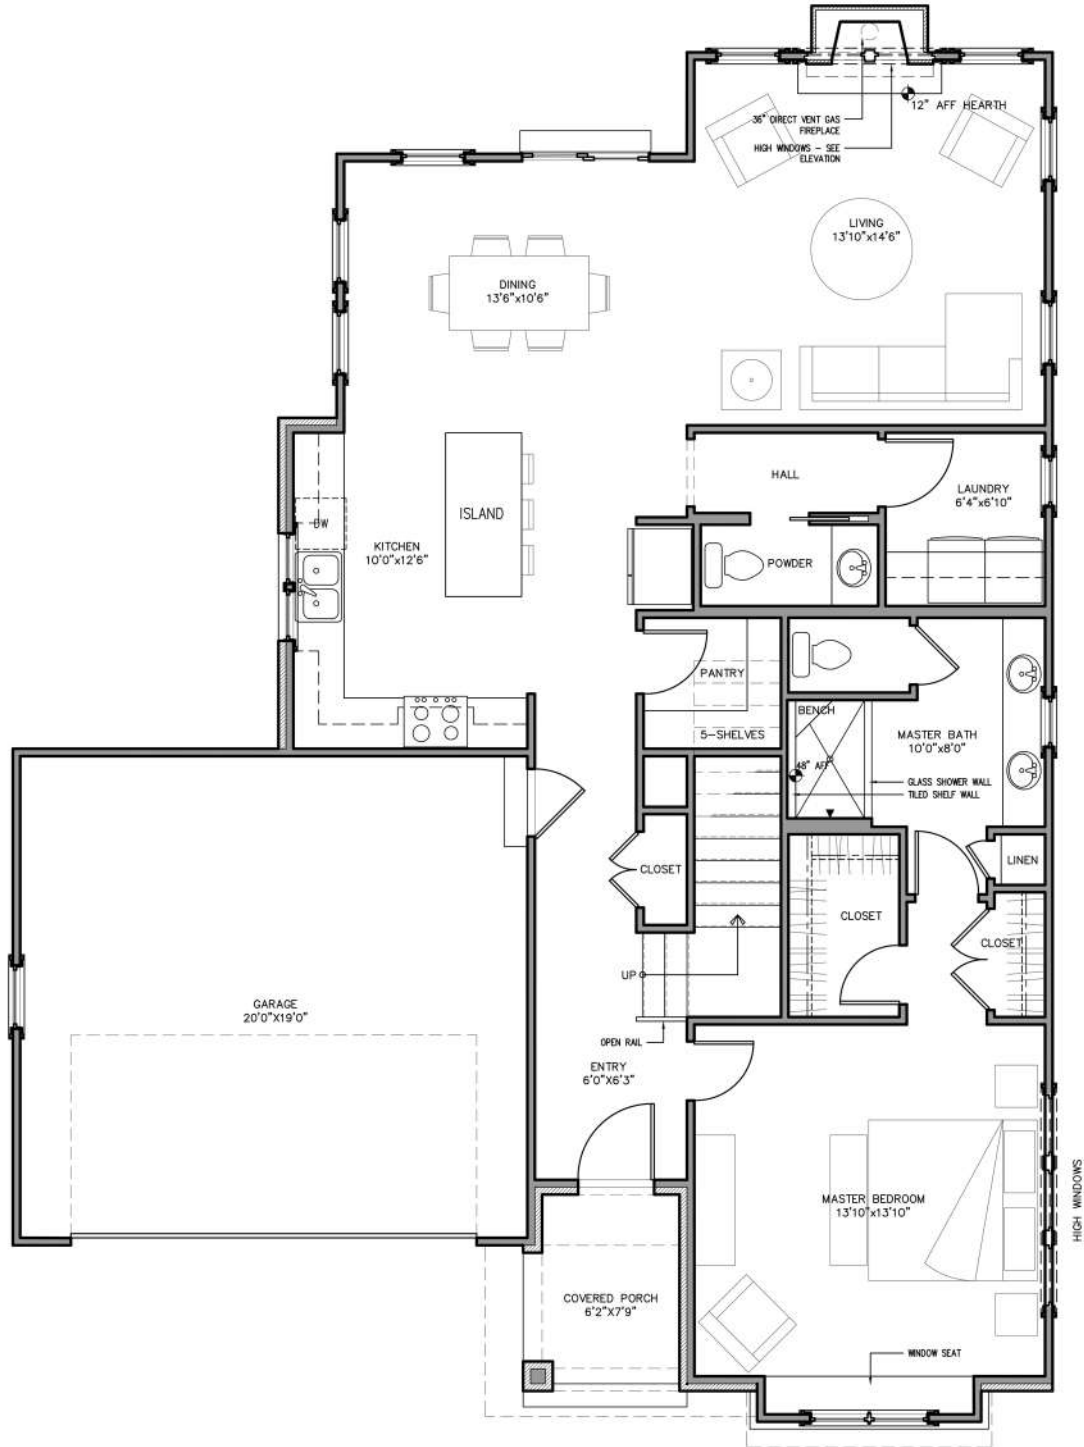 12" AFF HEARTH
36" DIRECT VENT GAS
FIREPLACE
HIGH WINDOWS – SEE
ELEVATION
LIVING
13'10"x14'6"
DINING
13'6"x10'6"
HALL
LAUNDRY
6'4"x6'10"
ISLAND
DW
KITCHEN
10'0"x12'6"
POWDER
PANTRY
5-SHELVES
BENCH
MASTER BATH
10'0"x8'0"
48" AFF
GLASS SHOWER WALL
TILED SHELF WALL
LINEN
CLOSET
CLOSET
CLOSET
UP
GARAGE
20'0"X19'0"
OPEN RAIL
ENTRY
6'0"X6'3"
MASTER BEDROOM
13'10"x13'10"
HIGH WINDOWS
COVERED PORCH
6'2"X7'9"
WINDOW SEAT